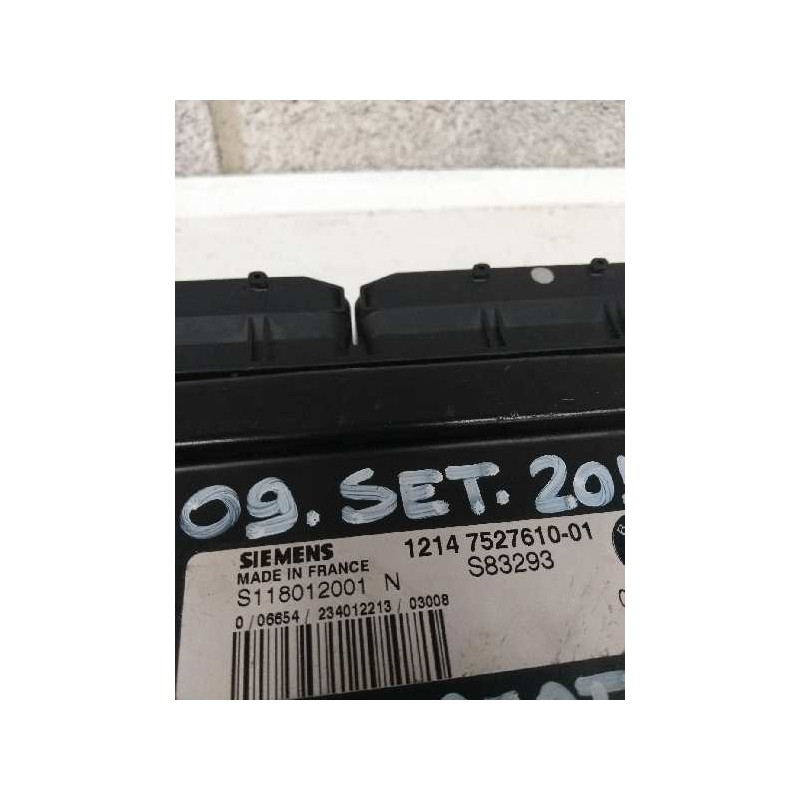 09. SET. 20
SIEMENS
MADE IN FRANCE
S118012001 N
0 / 06654 / 234012213 / 03008
1214 7527610-01
S83293